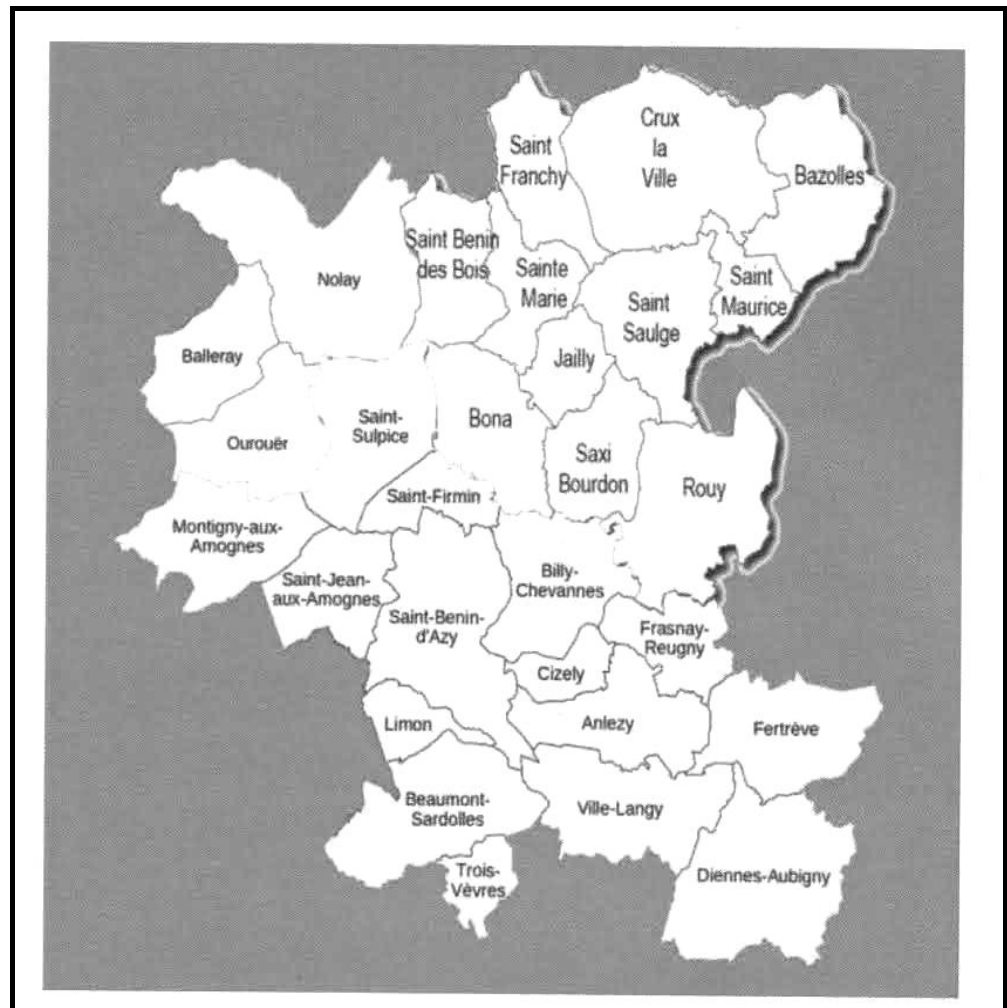 Crux
la
Ville
Saint
Franchy
Bazolles
Saint Benin
des Bois
Nolay
Sainte
Marie
Saint
Maurice
Saint
Saulge
Balleray
Jailly
Saint-
Sulpice
Bona
Ourouër
Saxi
Bourdon
Rouy
Saint-Firmin
Montigny-aux-
Amognes
Saint-Jean-
aux-Amognes
Billy-
Chevannes
Saint-Benin-
d'Azy
Frasnay-
Reugny
Cizely
Limon
Anlezy
Fertrève
Beaumont-
Sardolles
Ville-Langy
Trois-
Vèvres
Diennes-Aubigny